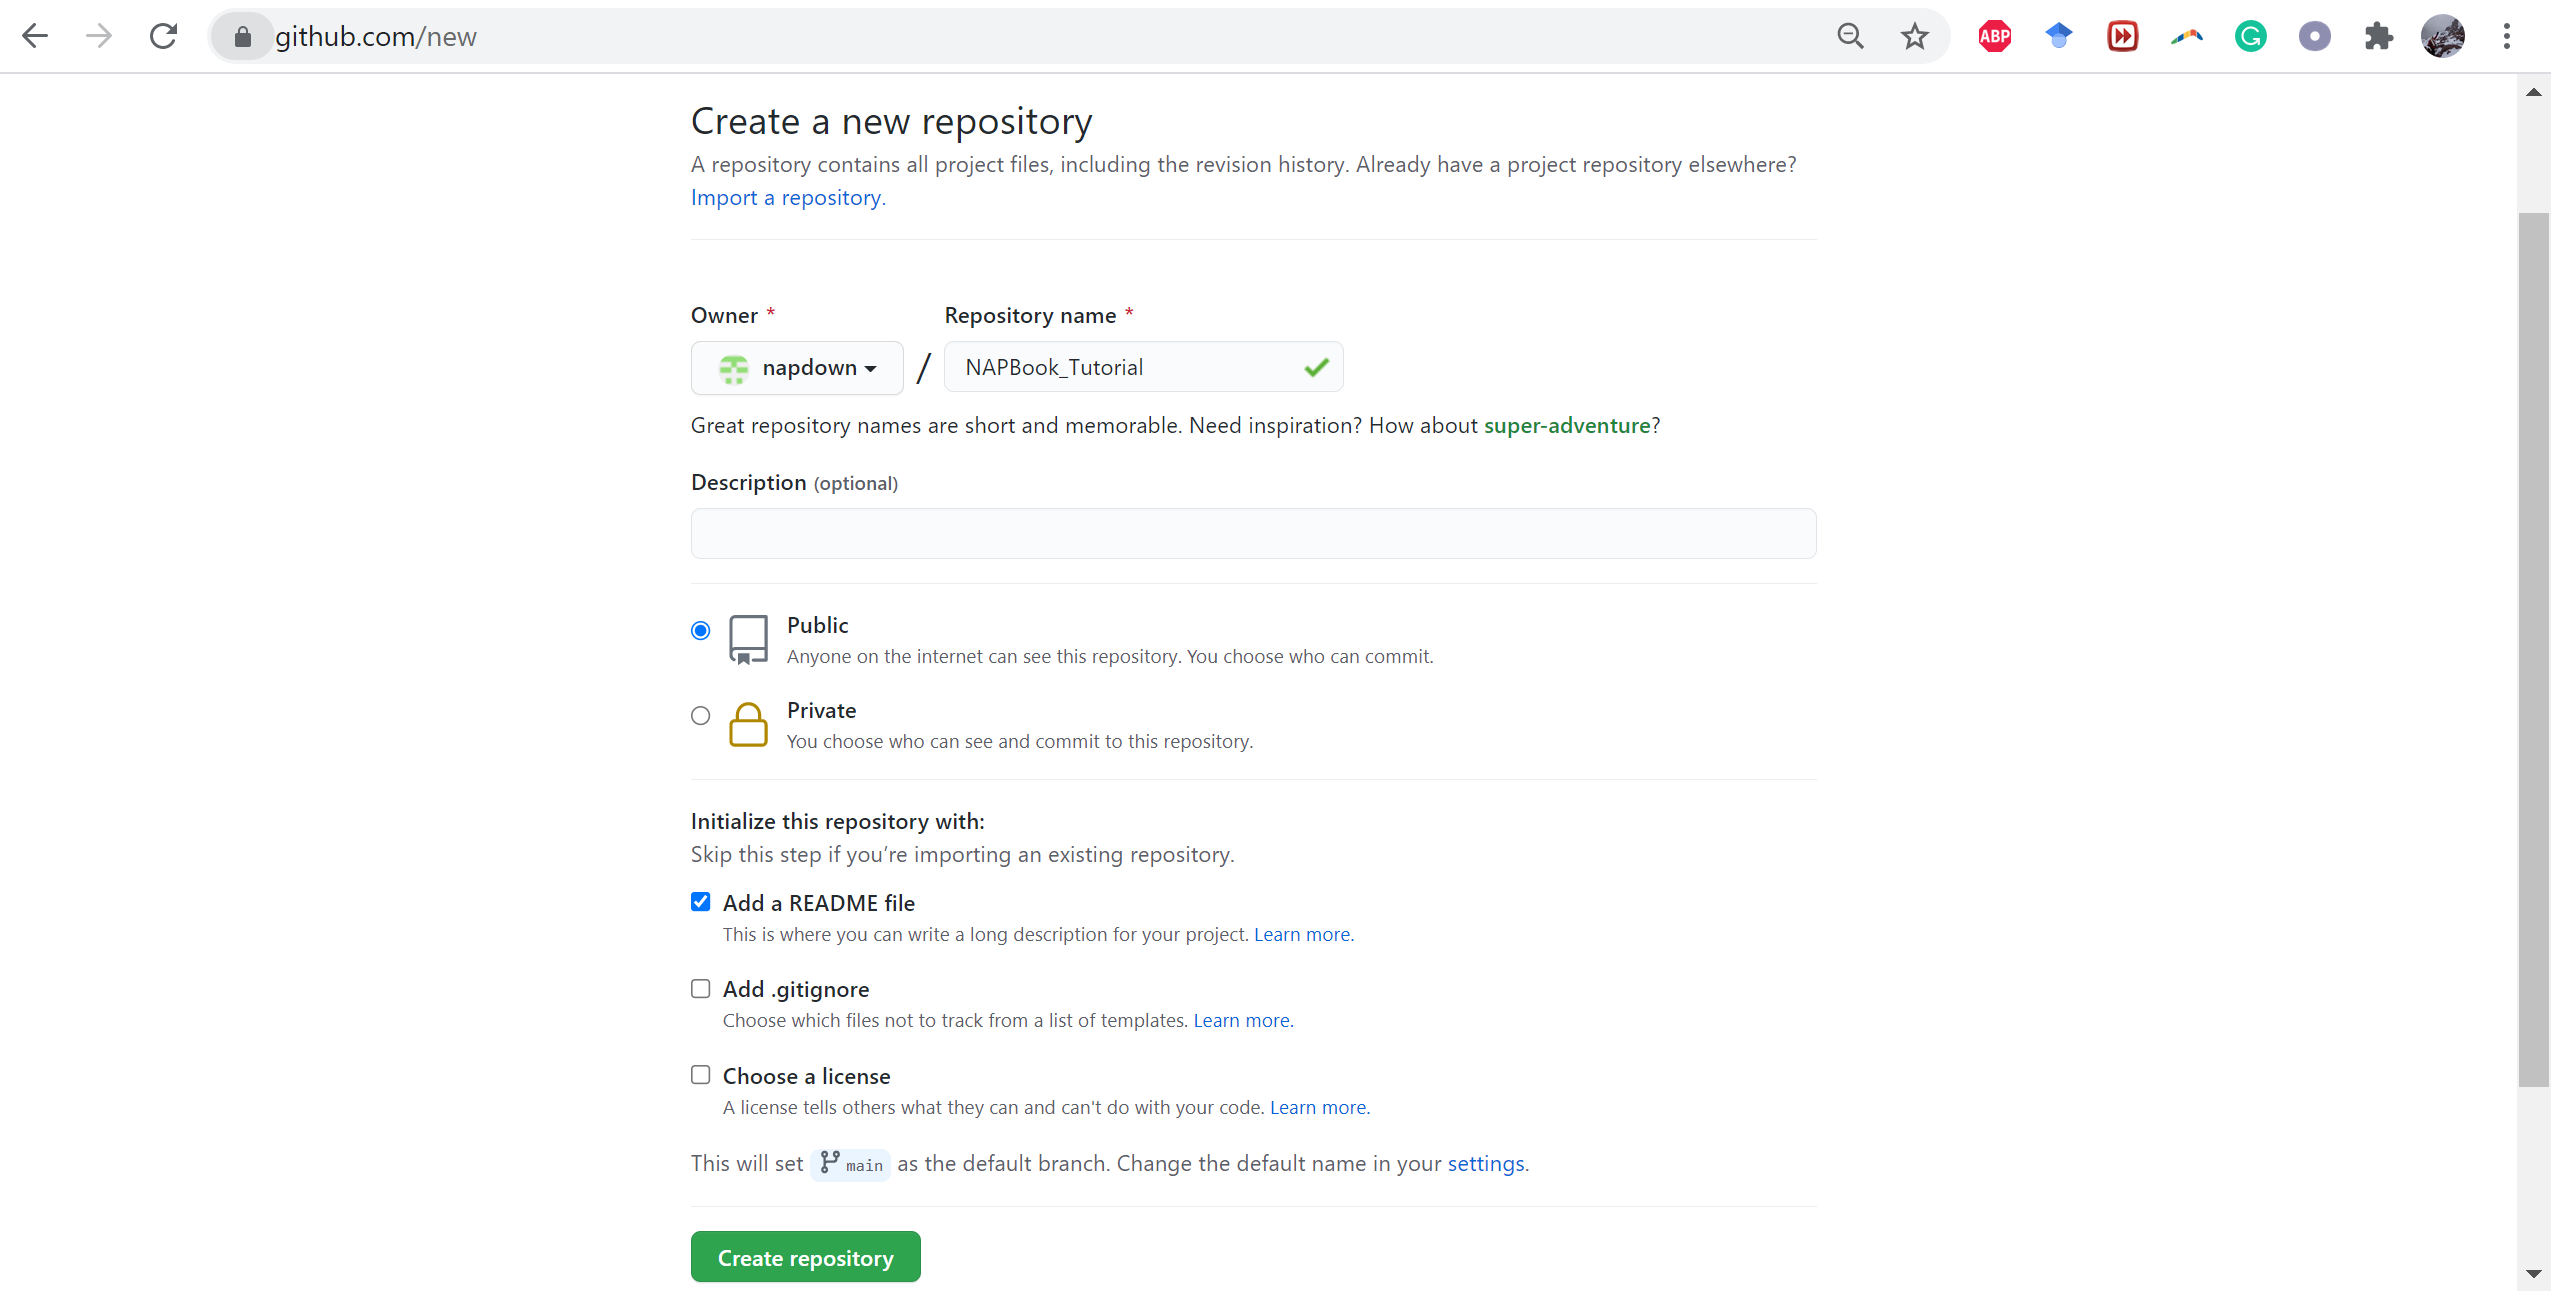 github.com/new
ABP
Create a new repository
A repository contains all project files, including the revision history. Already have a project repository elsewhere?
Import a repository.
Owner *
Repository name *
napdown / NAPBook_Tutorial
Great repository names are short and memorable. Need inspiration? How about super-adventure?
Description (optional)
Public
Anyone on the internet can see this repository. You choose who can commit.
Private
You choose who can see and commit to this repository.
Initialize this repository with:
Skip this step if you’re importing an existing repository.
Add a README file
This is where you can write a long description for your project. Learn more.
Add .gitignore
Choose which files not to track from a list of templates. Learn more.
Choose a license
A license tells others what they can and can't do with your code. Learn more.
This will set main as the default branch. Change the default name in your settings.
Create repository